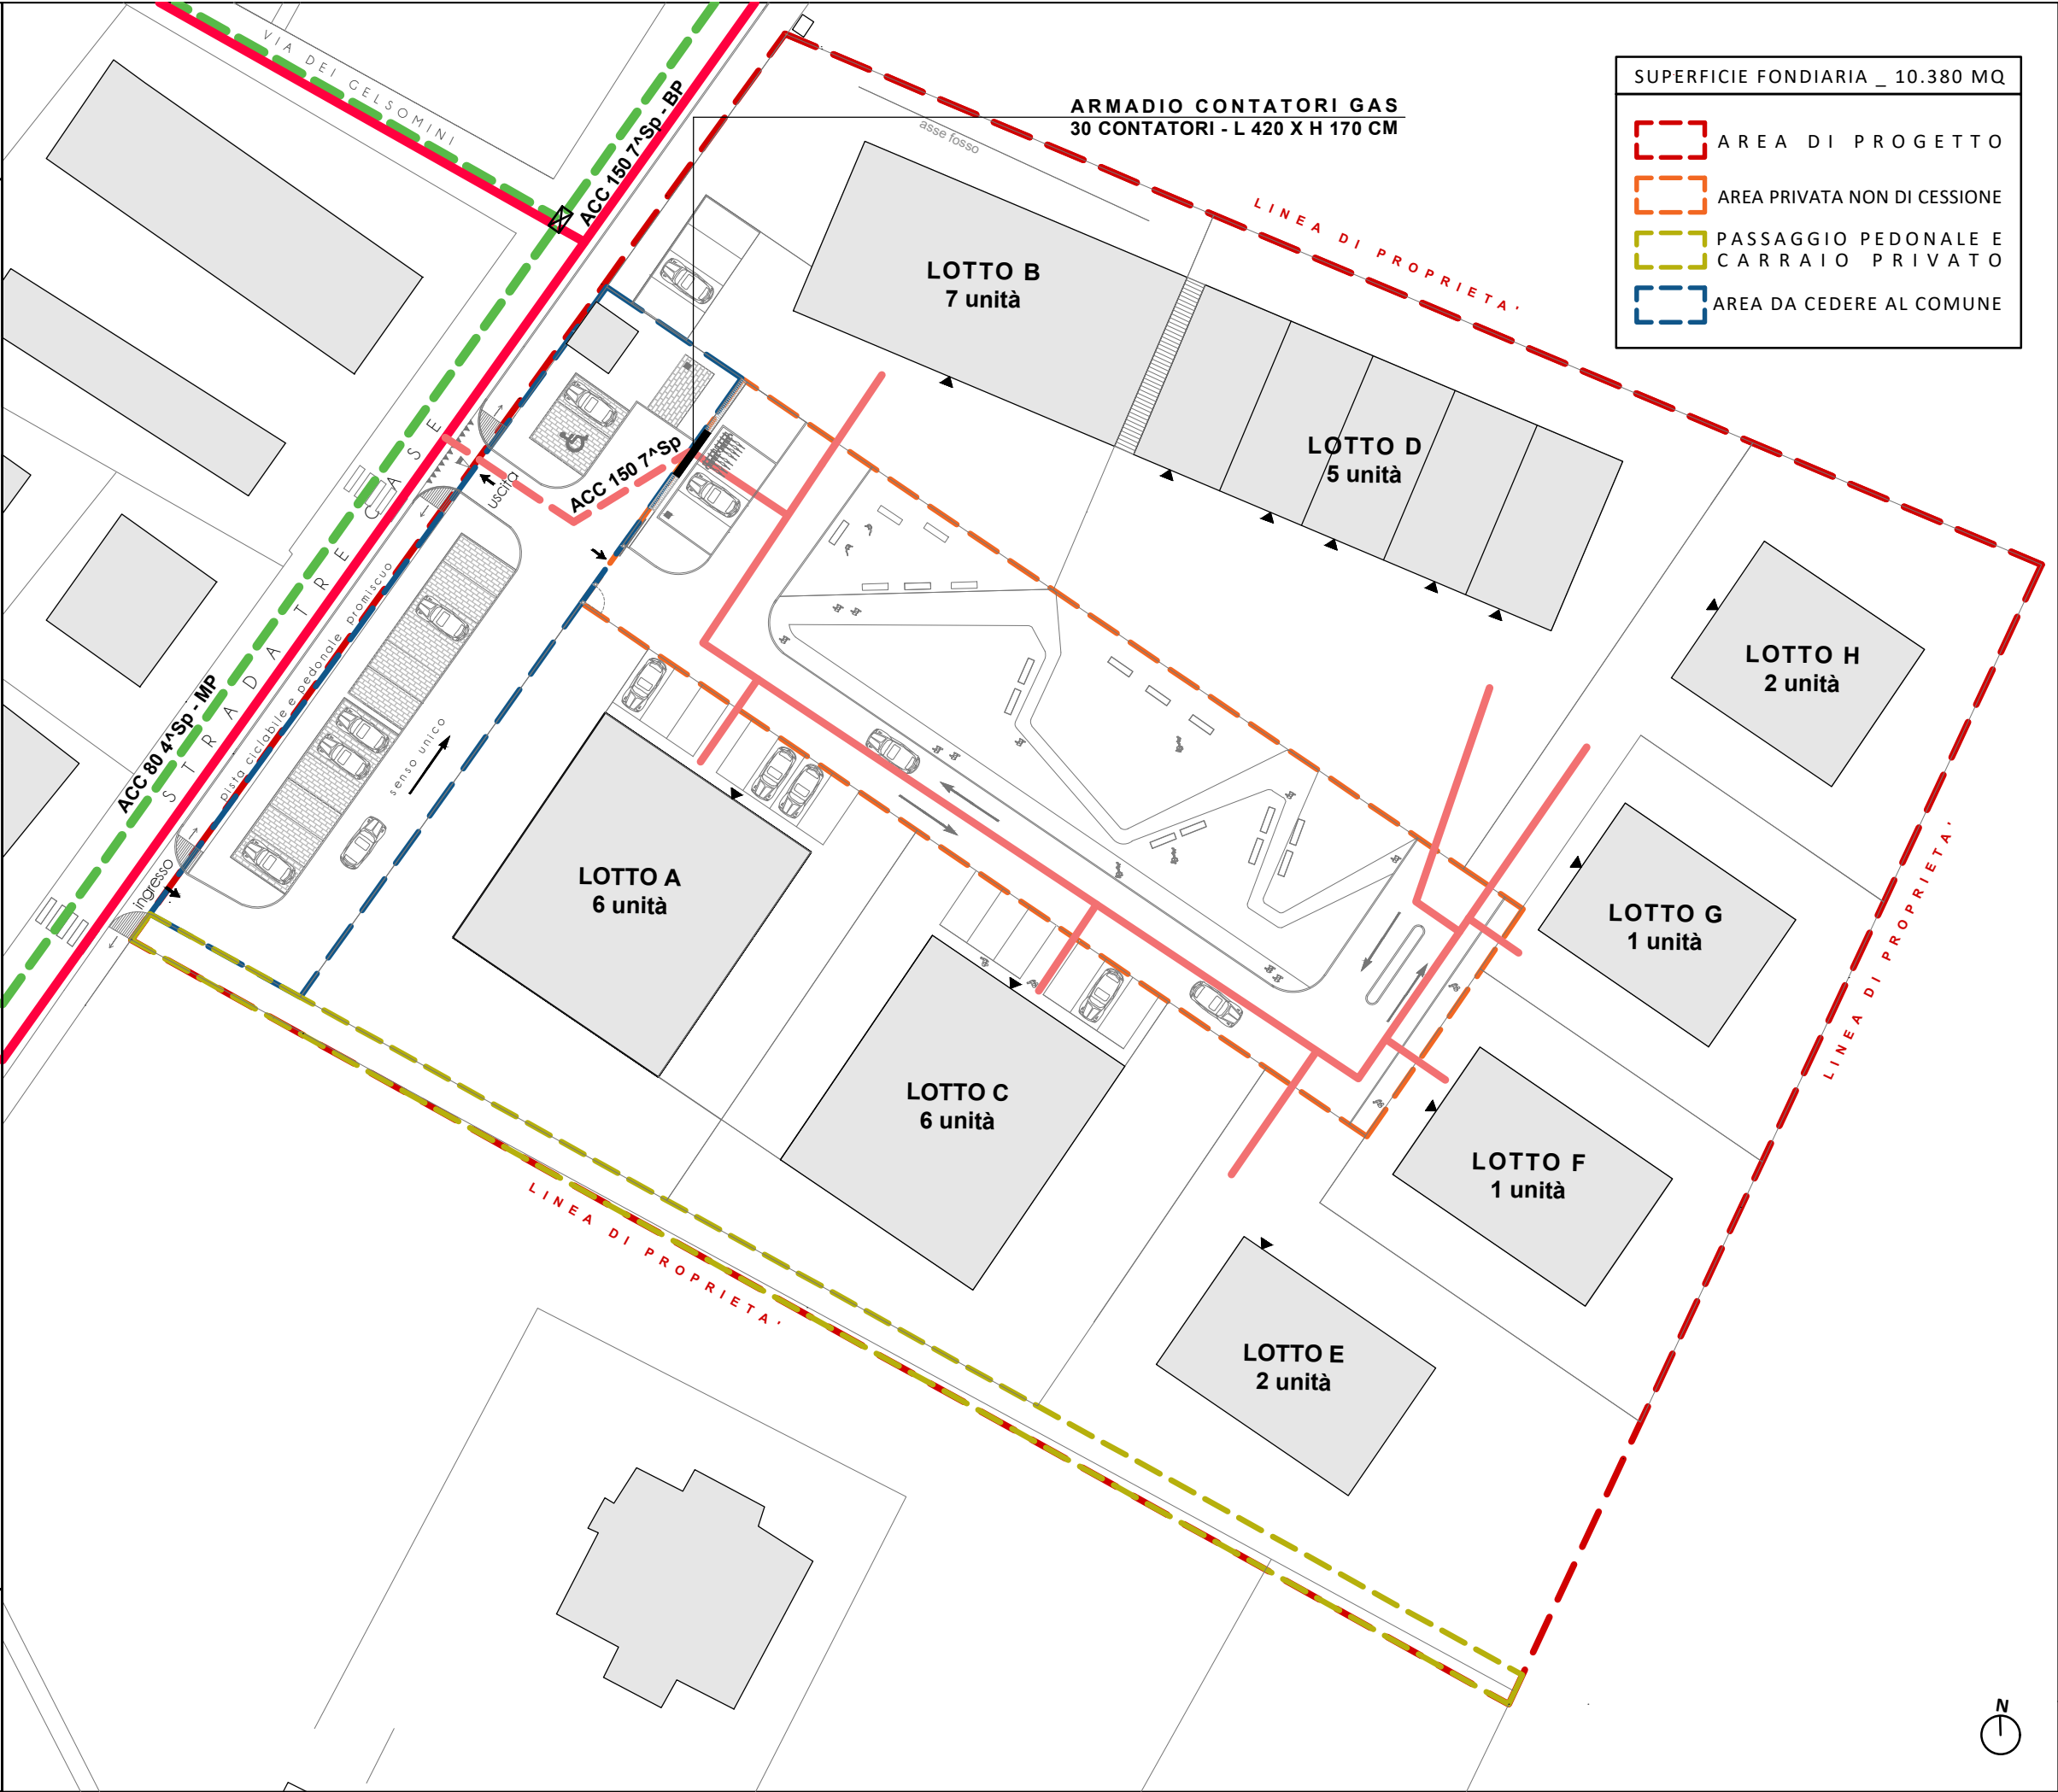 VIA DEI GELSOMINI
ACC 150 7^Sp - BP
ARMADIO CONTATORI GAS
30 CONTATORI - L 420 X H 170 CM
asse fosso
SUPERFICIE FONDIARIA _ 10.380 MQ
AREA DI PROGETTO
AREA PRIVATA NON DI CESSIONE
PASSAGGIO PEDONALE E
CARRAIO PRIVATO
AREA DA CEDERE AL COMUNE
LINEA DI PROPRIETA'
LOTTO B
7 unità
LOTTO D
5 unità
ACC 150 7^Sp
uscita
STRADA TRE CASE
pista ciclabile e pedonale promiscuo
ACC 80 4^Sp - MP
senso unico
ingresso
LOTTO H
2 unità
LOTTO A
6 unità
LOTTO G
1 unità
LINEA DI PROPRIETA'
LOTTO C
6 unità
LOTTO F
1 unità
LINEA DI PROPRIETA'
LOTTO E
2 unità
N